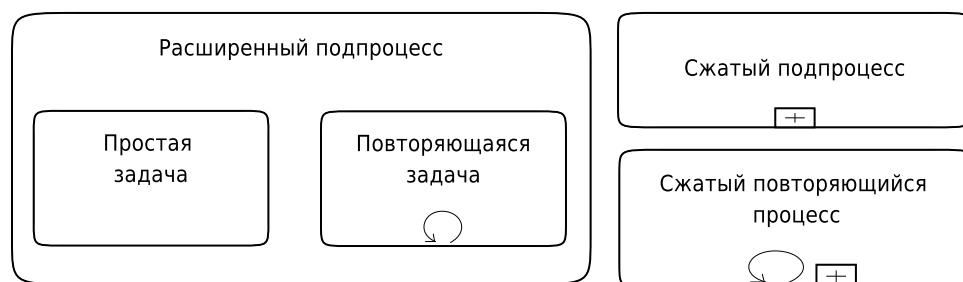 Расширенный подпроцесс
Простая
задача
Повторяющаяся
задача
Сжатый подпроцесс
Сжатый повторяющийся
процесс